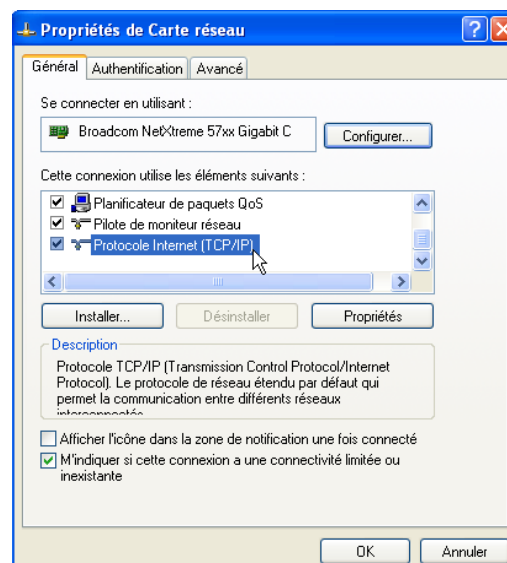 Propriétés de Carte réseau
Général Authentification Avancé
Se connecter en utilisant :
Broadcom NetXtreme 57xx Gigabit C
Configurer...
Cette connexion utilise les éléments suivants :
Planificateur de paquets QoS
Pilote de moniteur réseau
Protocole Internet (TCP/IP)
Installer... Désinstaller Propriétés
Description
Protocole TCP/IP (Transmission Control Protocol/Internet
Protocol). Le protocole de réseau étendu par défaut qui
permet la communication entre différents réseaux
interconnectés
Afficher l'icône dans la zone de notification une fois connecté
M'indiquer si cette connexion a une connectivité limitée ou
inexistante
OK Annuler